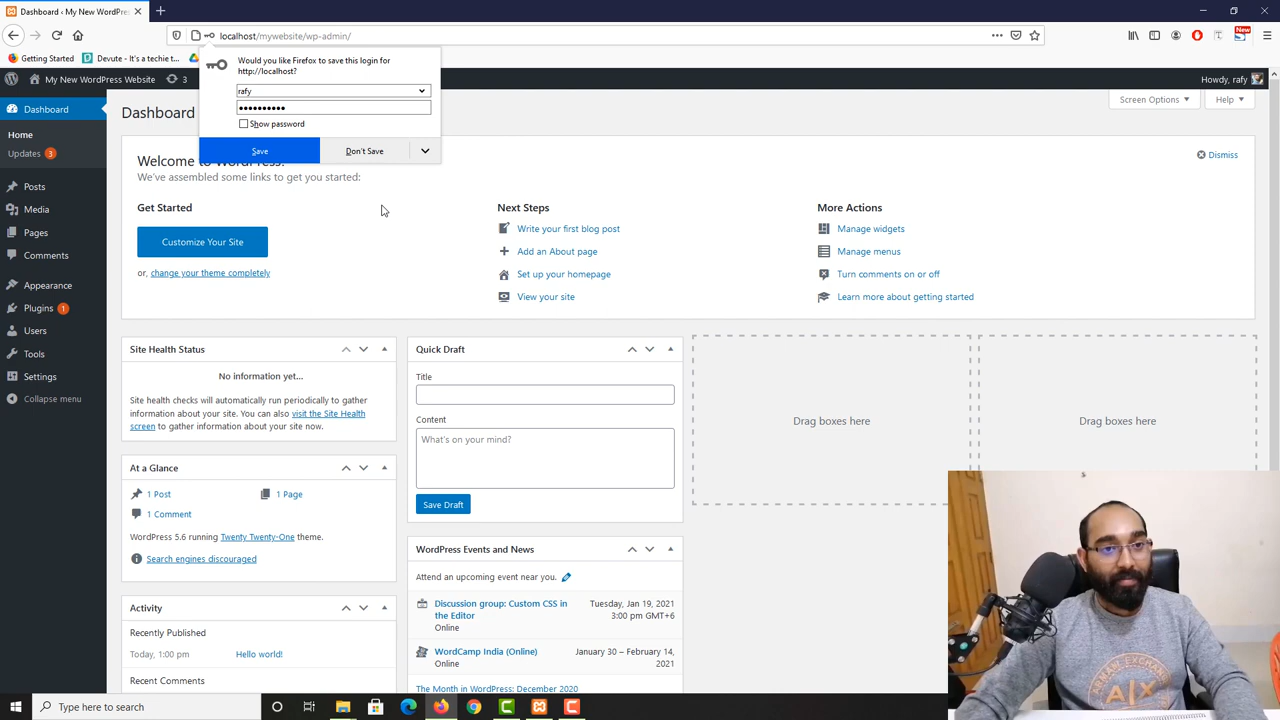 Dashboard ‹ My New WordPres
localhost/mywebsite/wp-admin/
New
Getting Started
Devute - It's a techie t
My New WordPress Website
3
Howdy, rafy
Would you like Firefox to save this login for
http://localhost?
rafy
Show password
Save
Don't Save
Dashboard
Home
Updates 3
Posts
Media
Pages
Comments
Appearance
Plugins 1
Users
Tools
Settings
Collapse menu
Dashboard
Screen Options
Help
Welcome to WordPress!
Dismiss
We've assembled some links to get you started:
Get Started
Customize Your Site
or, change your theme completely
Next Steps
Write your first blog post
Add an About page
Set up your homepage
View your site
More Actions
Manage widgets
Manage menus
Turn comments on or off
Learn more about getting started
Site Health Status
No information yet...
Site health checks will automatically run periodically to gather
information about your site. You can also visit the Site Health
screen to gather information about your site now.
At a Glance
1 Post
1 Page
1 Comment
WordPress 5.6 running Twenty Twenty-One theme.
Search engines discouraged
Activity
Recently Published
Today, 1:00 pm
Hello world!
Recent Comments
Quick Draft
Title
Content
What's on your mind?
Save Draft
WordPress Events and News
Attend an upcoming event near you.
Discussion group: Custom CSS in
the Editor
Online
Tuesday, Jan 19, 2021
3:00 pm GMT+6
WordCamp India (Online)
Online
January 30 – February 14,
2021
The Month in WordPress: December 2020
Drag boxes here
Drag boxes here
ARMANI EXCHANGE
A|X
Type here to search